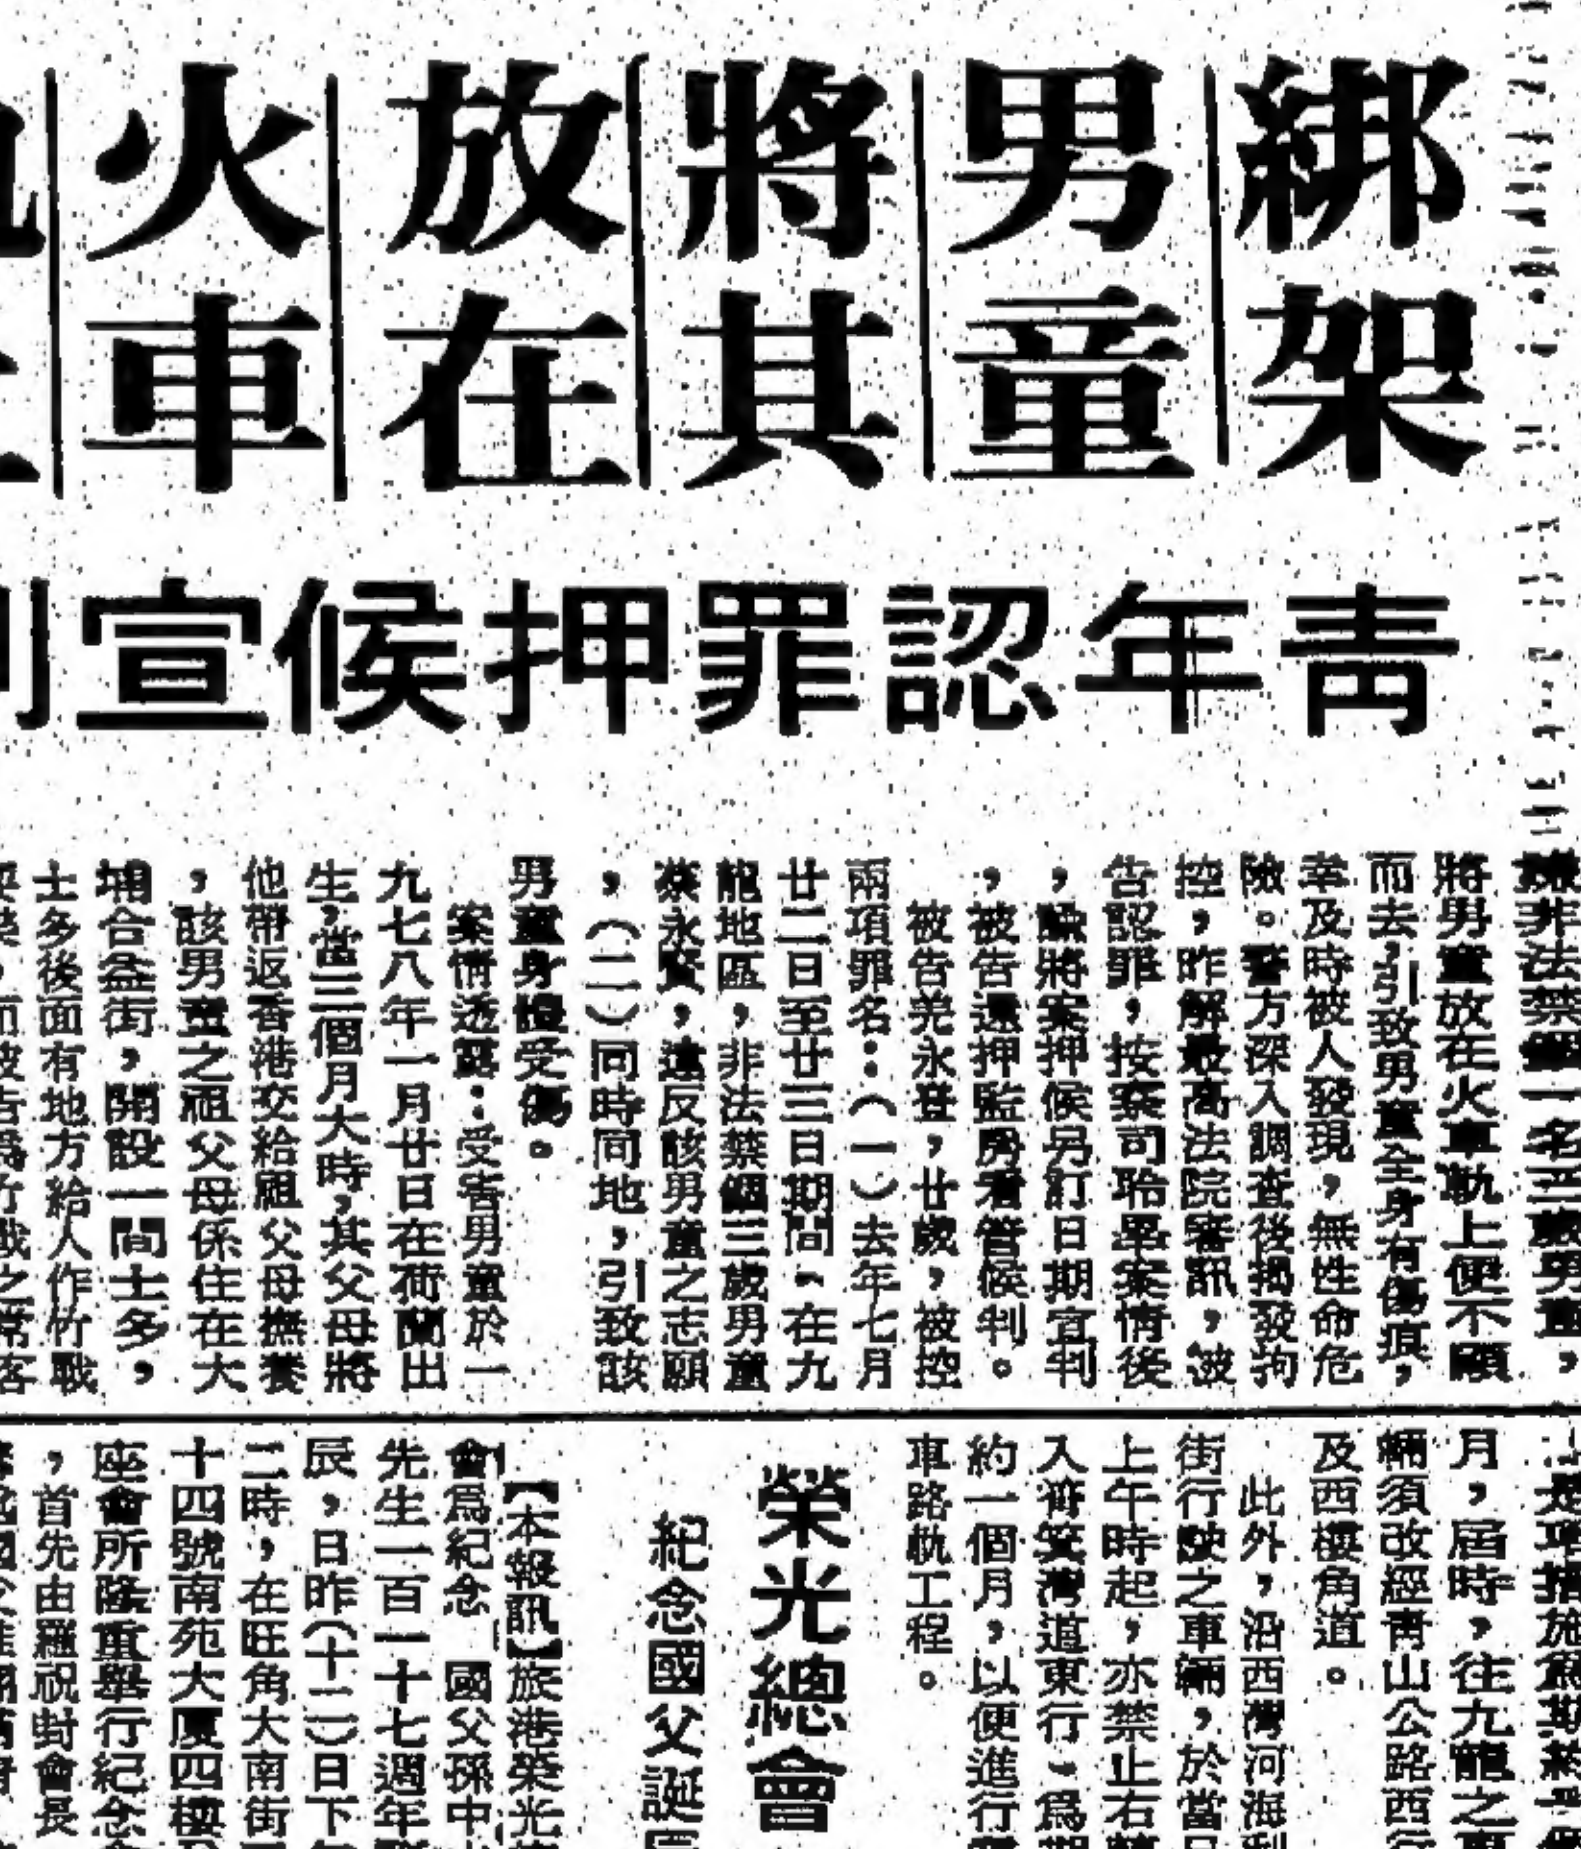 綁架
男童
將其
放在
火車
青年認罪押候宣
嫌非法禁錮一名三歲男童，
將男童放在火車軌上便不顧
而去，引致男童全身有傷痕，
幸及時被人發現，無性命危
險。警方深入調查後揭發拘
控，昨解最高法院審訊，被
告認罪，按察司聆畢案情後
，續將案押候另訂日期宣判
，被告還押監房看管候判。
被告羌永登，廿歲，被控
兩項罪名：（一）去年七月
廿二日至廿三日期間，在九
龍地區，非法禁錮三歲男童
蔡永賢，違反該男童之志願
，（二）同時同地，引致該
男童身體受傷。
案情透露：受害男童於一
九七八年一月廿日在荷蘭出
生，當三個月大時，其父母將
他帶返香港交給祖父母撫養
，該男童之祖父母係住在大
埔合益街，開設一間士多，
士多後面有地方給人作竹戰
月，屆時，往九龍之車
輛須改經青山公路西行
及西樓角道。
此外，沿西灣河海
街行駛之車輛，於當日
上午時起，亦禁止右轉
入筲箕灣道東行，為期
約一個月，以便進行
車路軌工程。
榮光總會
紀念國父誕
【本報訊】旅港榮光
會為紀念 國父孫中
先生一百一十七週年
辰，日昨（十二）日下
二時，在旺角大南街
十四號南苑大廈四樓
座會所隆重舉行紀念
，首先由羅祝封會長